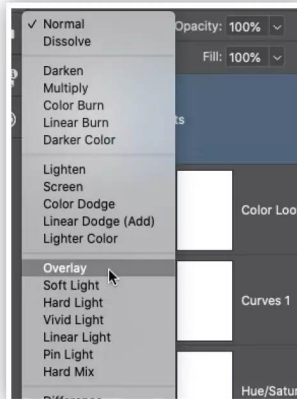 ✓ Normal Opacity: 100%
Dissolve
Fill: 100%
Darken
Multiply
Color Burn
Linear Burn
Darker Color
ts
Lighten
Screen
Color Dodge
Linear Dodge (Add)
Lighter Color
Color Loo
Overlay
Soft Light
Hard Light
Curves 1
Vivid Light
Linear Light
Pin Light
Hard Mix
Hue/Satur
Difference